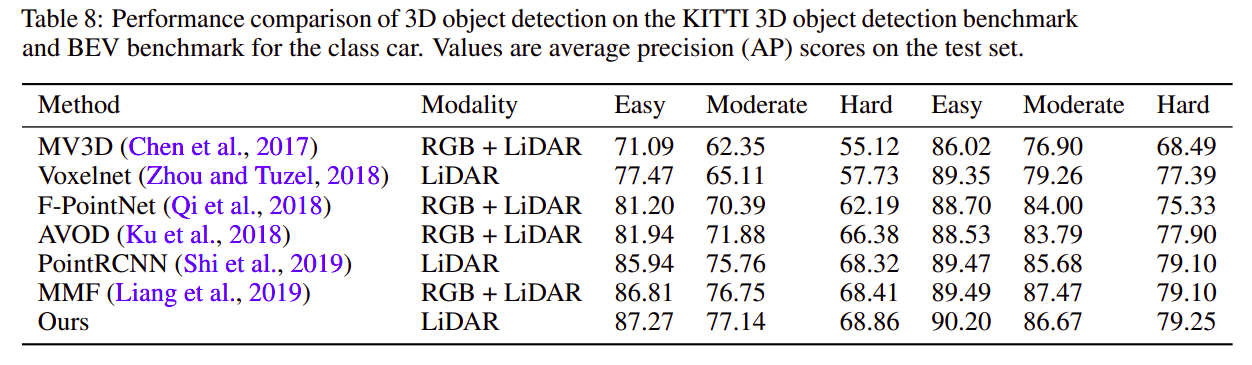 Table 8: Performance comparison of 3D object detection on the KITTI 3D object detection benchmark
and BEV benchmark for the class car. Values are average precision (AP) scores on the test set.
Method Modality Easy Moderate Hard Easy Moderate Hard
MV3D (Chen et al., 2017) RGB + LiDAR 71.09 62.35 55.12 86.02 76.90 68.49
Voxelnet (Zhou and Tuzel, 2018) LiDAR 77.47 65.11 57.73 89.35 79.26 77.39
F-PointNet (Qi et al., 2018) RGB + LiDAR 81.20 70.39 62.19 88.70 84.00 75.33
AVOD (Ku et al., 2018) RGB + LiDAR 81.94 71.88 66.38 88.53 83.79 77.90
PointRCNN (Shi et al., 2019) LiDAR 85.94 75.76 68.32 89.47 85.68 79.10
MMF (Liang et al., 2019) RGB + LiDAR 86.81 76.75 68.41 89.49 87.47 79.10
Ours LiDAR 87.27 77.14 68.86 90.20 86.67 79.25